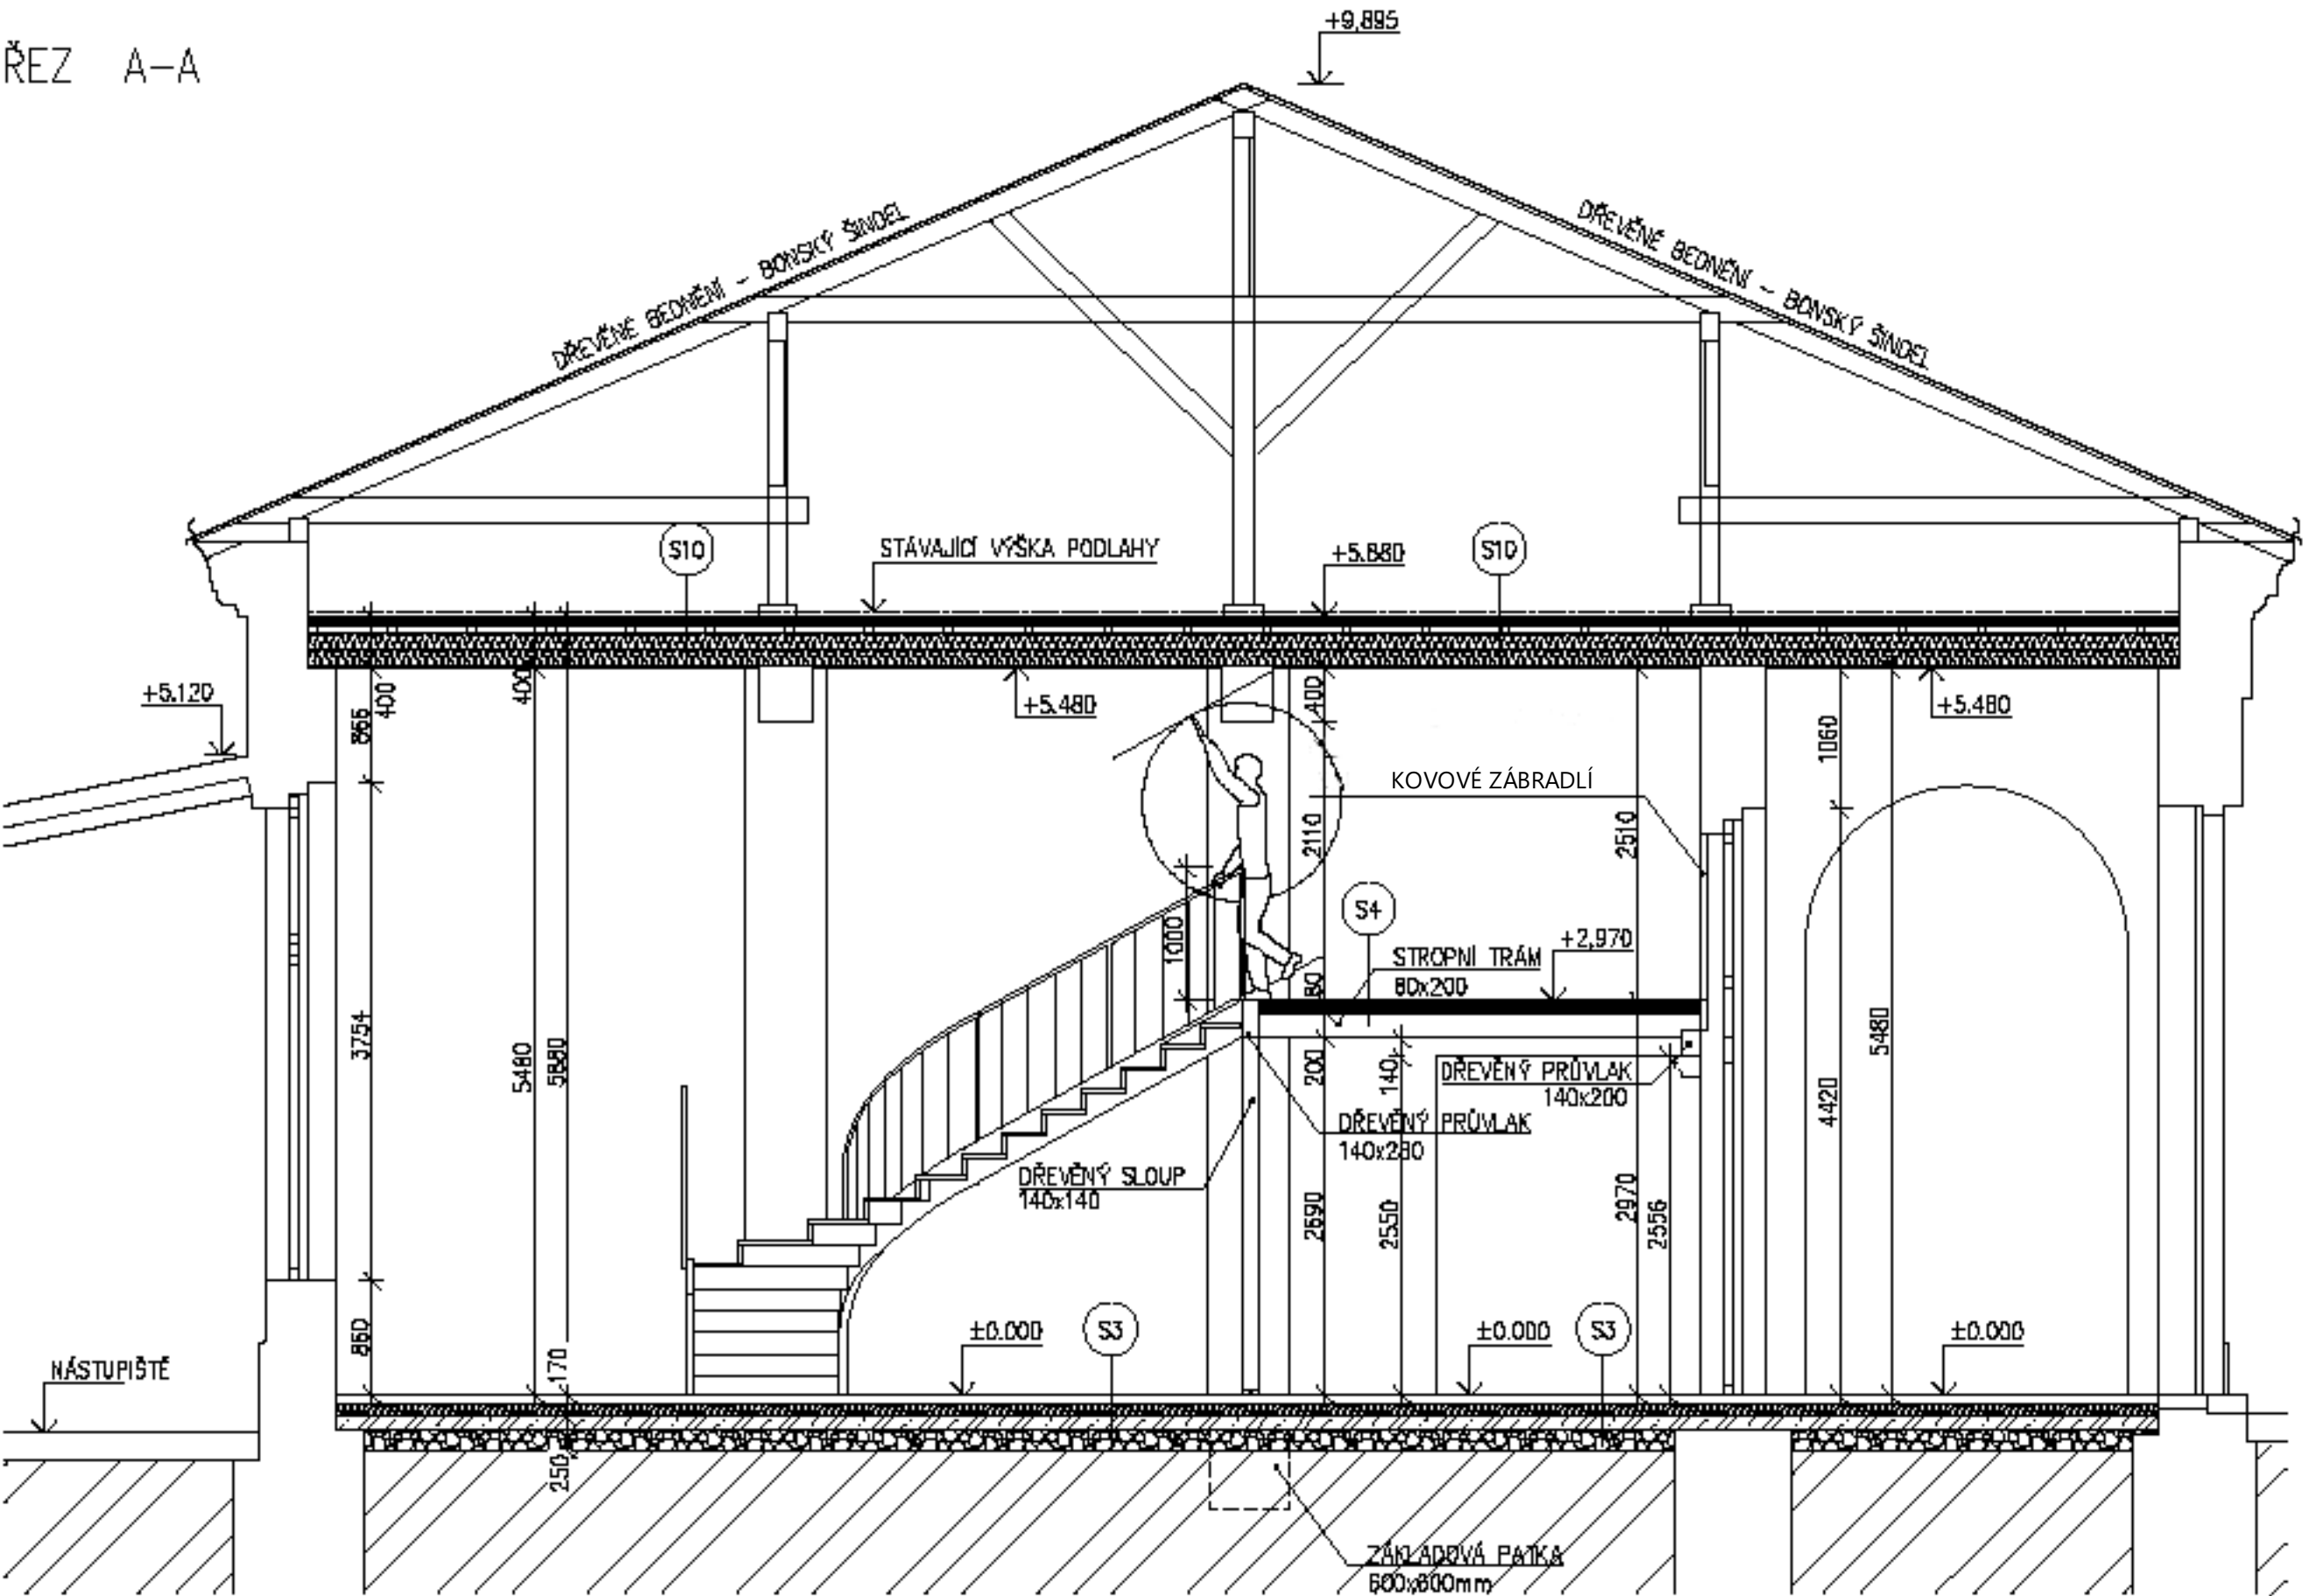 ŘEZ A-A
+9,895
DŘEVĚNÉ BEDNĚNÍ - BONSKÝ ŠINDEL
DŘEVĚNÉ BEDNĚNÍ - BONSKÝ ŠINDEL
S10
STÁVAJÍCÍ VÝŠKA PODLAHY
+5.880
S10
+5.120
400
400
+5.480
400
+5.480
866
1060
KOVOVÉ ZÁBRADLÍ
2110
2510
S4
1000
STROPNÍ TRÁM
80x200
+2,970
80
3754
5480
5880
200
140
DŘEVĚNÝ PRŮVLAK
140x200
5480
4420
DŘEVĚNÝ PRŮVLAK
140x280
DŘEVĚNÝ SLOUP
140x140
2690
2550
2970
2556
860
170
±0.000
S3
±0.000
S3
±0.000
NÁSTUPIŠTĚ
250
ZÁKLADOVÁ PATKA
600x600mm